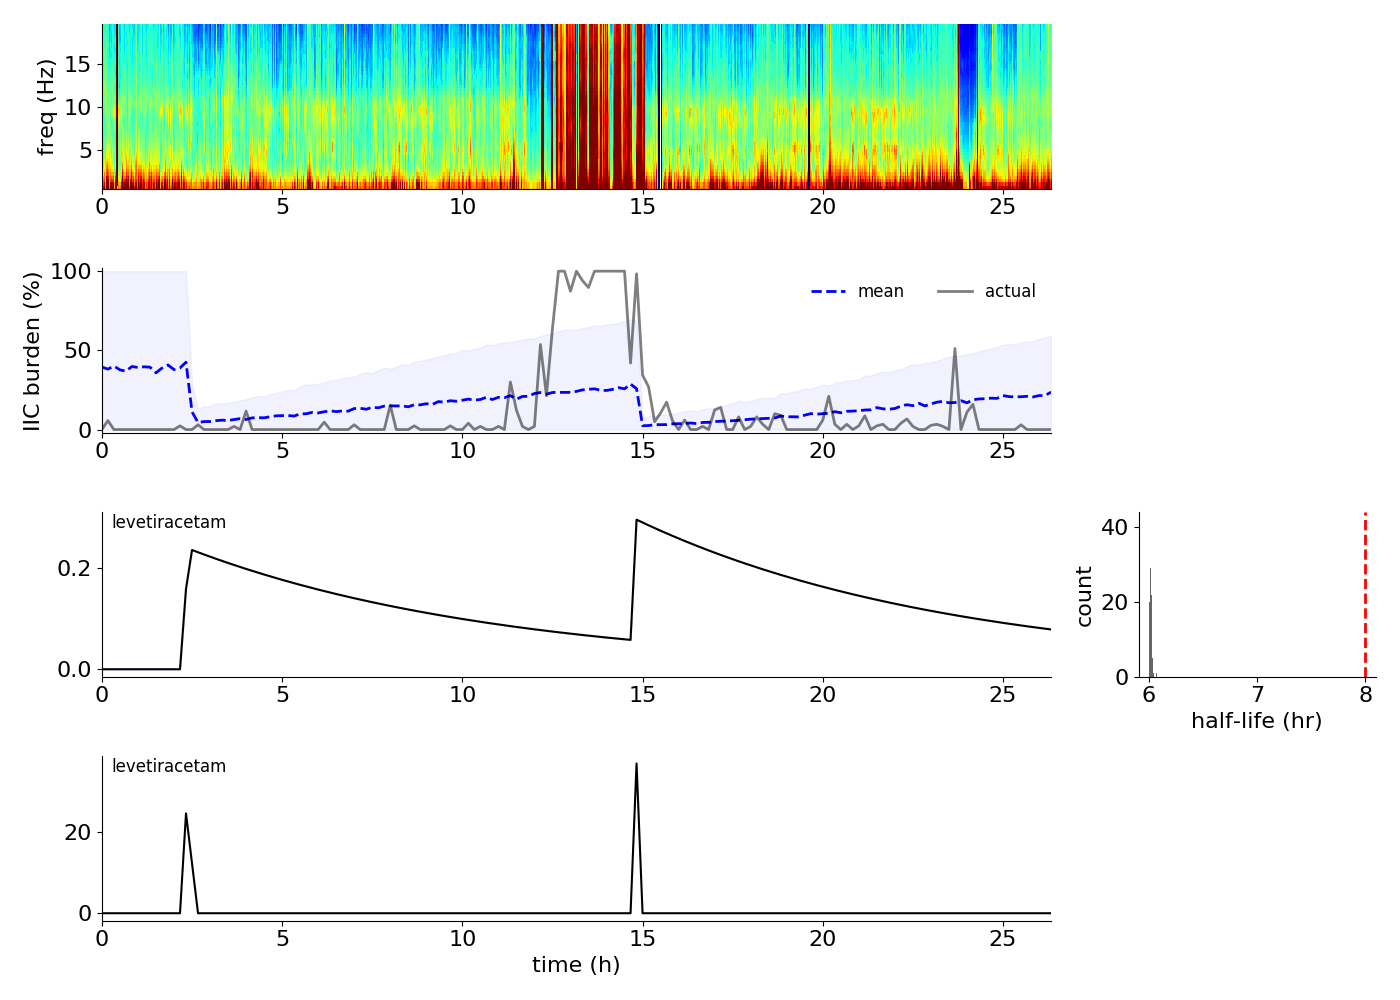 freq (Hz)
15
10
5
0 5 10 15 20 25
IIC burden (%)
100
50
0
mean actual
0 5 10 15 20 25
levetiracetam
0.2
0.0
0 5 10 15 20 25
count
40
20
0
6 7 8
half-life (hr)
levetiracetam
20
0
0 5 10 15 20 25
time (h)